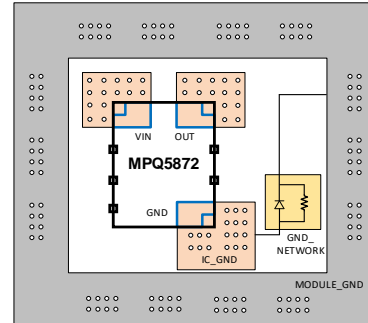 VIN
OUT
MPQ5872
GND
IC_GND
GND_
NETWORK
MODULE_GND